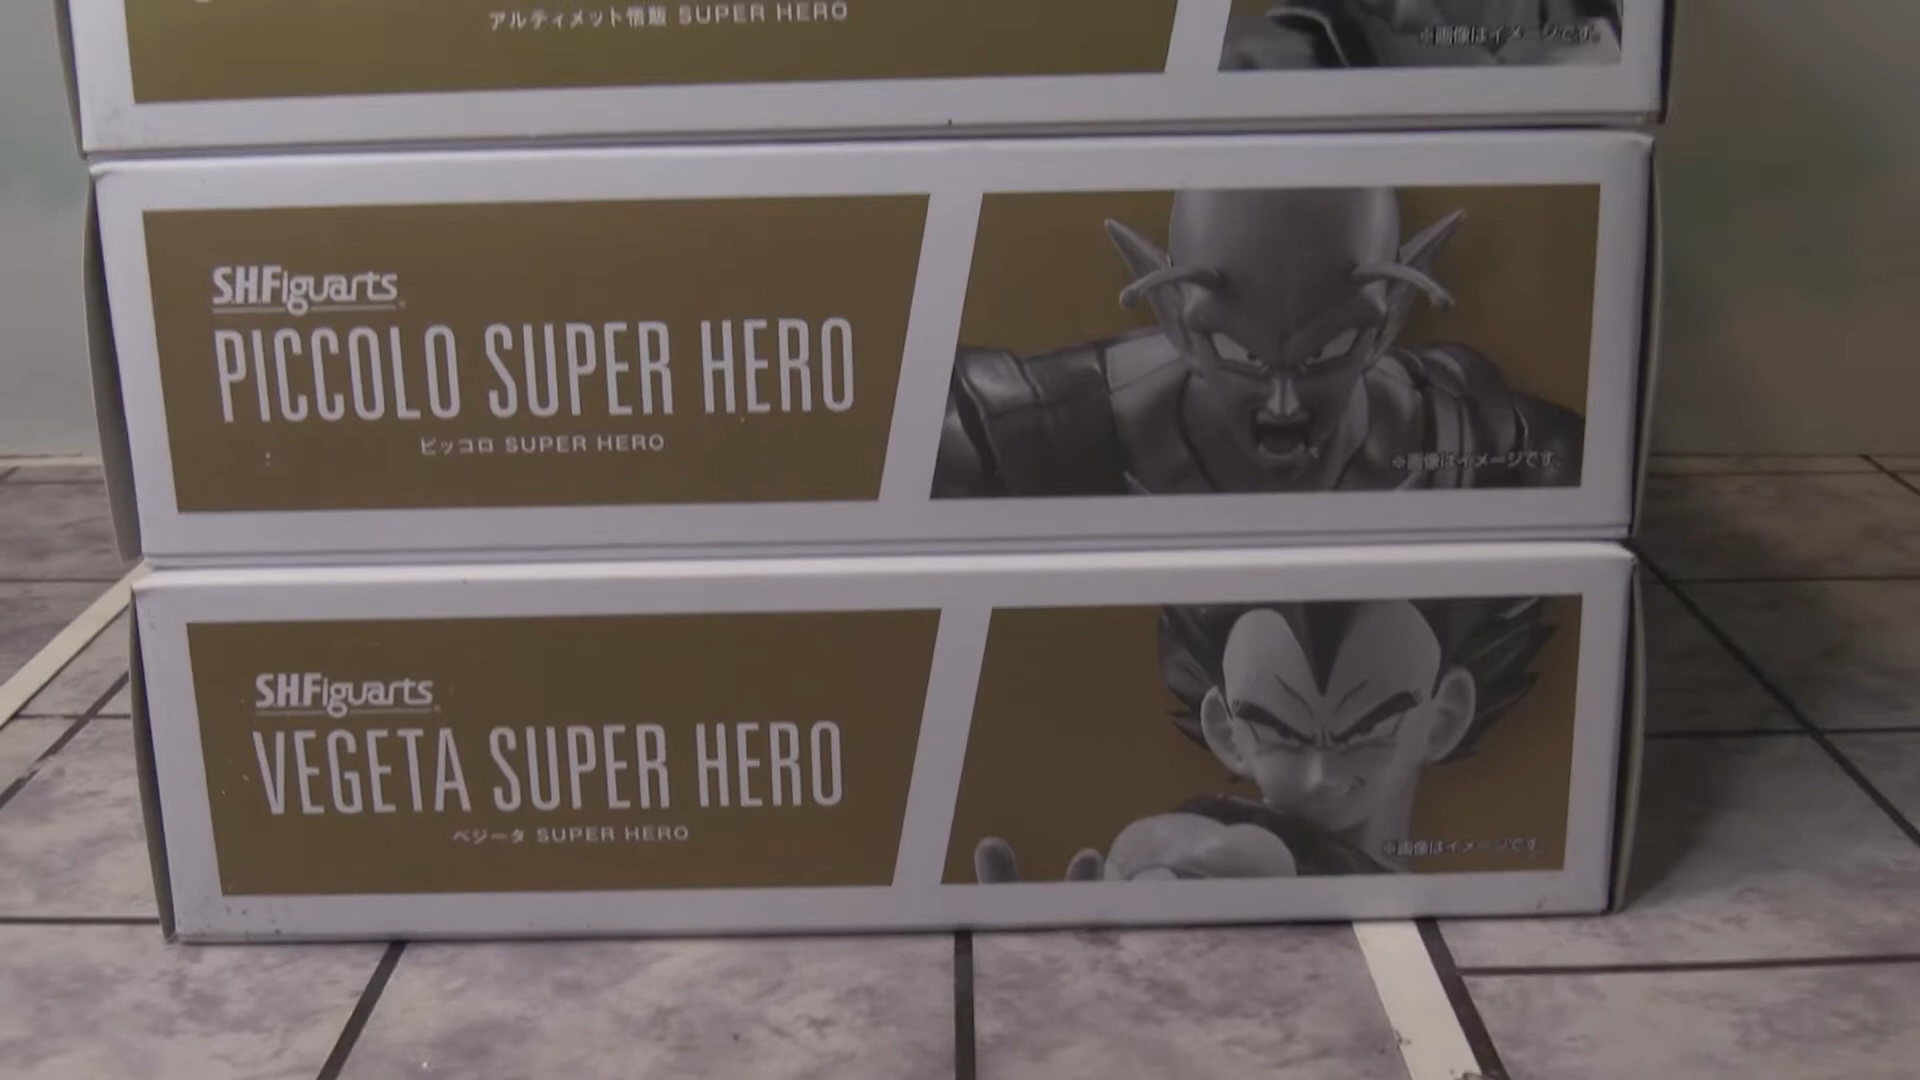 アルティメット悟飯 SUPER HERO
※画像はイメージです。
S.H.Figuarts
PICCOLO SUPER HERO
ピッコロ SUPER HERO
※画像はイメージです。
S.H.Figuarts
VEGETA SUPER HERO
ベジータ SUPER HERO
※画像はイメージです。